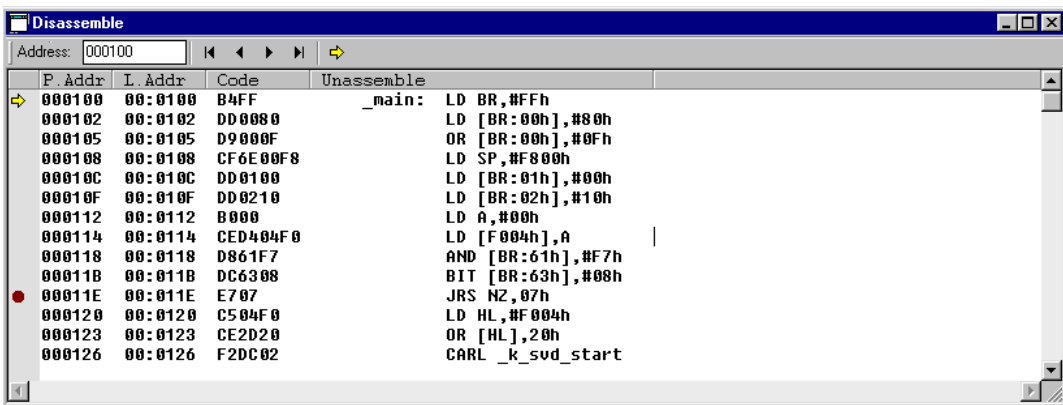 Disassemble
Address: 000100
P.Addr L.Addr Code Unassemble
000100 00:0100 B4FF _main: LD BR,#FFh
000102 00:0102 DD0080 LD [BR:00h],#80h
000105 00:0105 D9000F OR [BR:00h],#0Fh
000108 00:0108 CF6E00F8 LD SP,#F800h
00010C 00:010C DD0100 LD [BR:01h],#00h
00010F 00:010F DD0210 LD [BR:02h],#10h
000112 00:0112 B000 LD A,#00h
000114 00:0114 CED404F0 LD [F004h],A
000118 00:0118 D861F7 AND [BR:61h],#F7h
00011B 00:011B DC6308 BIT [BR:63h],#08h
00011E 00:011E E707 JRS NZ,07h
000120 00:0120 C504F0 LD HL,#F004h
000123 00:0123 CE2D20 OR [HL],20h
000126 00:0126 F2DC02 CARL _k_svd_start